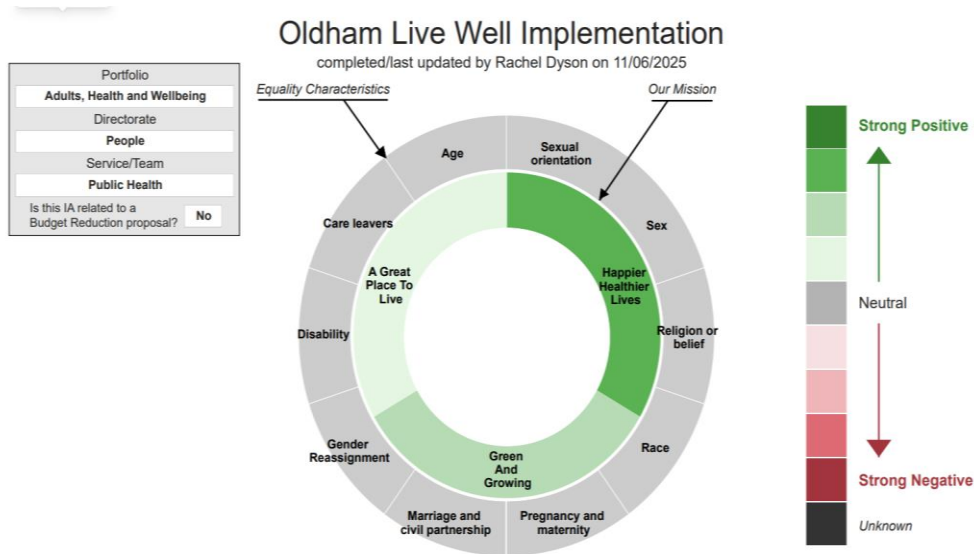 Oldham Live Well Implementation
completed/last updated by Rachel Dyson on 11/06/2025
Portfolio
Adults, Health and Wellbeing
Directorate
People
Service/Team
Public Health
Is this IA related to a
Budget Reduction proposal?
No
Equality Characteristics
Our Mission
Age
Sexual
orientation
Care leavers
Sex
A Great
Place To
Live
Happier
Healthier
Lives
Disability
Religion or
belief
Gender
Reassignment
Green
And
Growing
Race
Marriage and
civil partnership
Pregnancy and
maternity
Strong Positive
Neutral
Strong Negative
Unknown